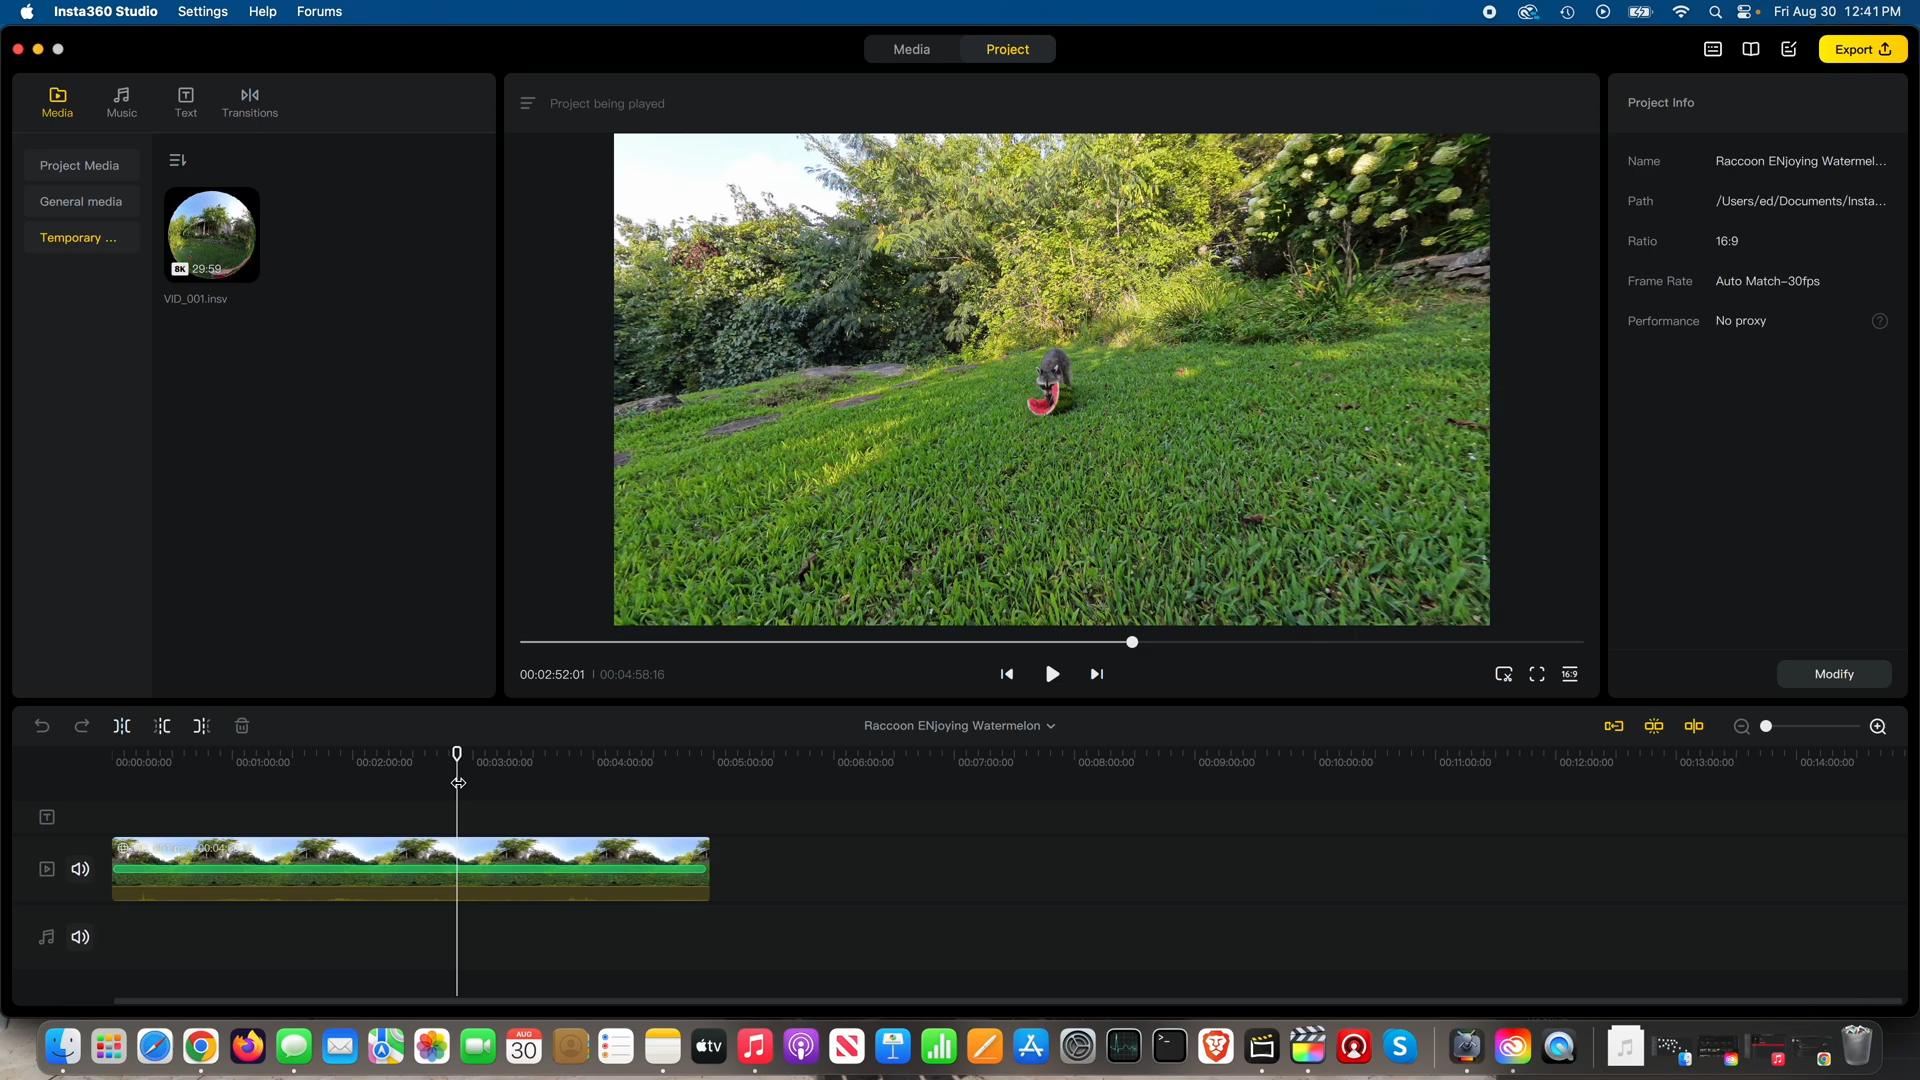 Insta360 Studio Settings Help Forums
Fri Aug 30 12:41PM
Media Project
Export
Media Music Text Transitions
Project being played
Project Info
Project Media
General media
Temporary ...
8K 29:59
VID_001.insv
Name Raccoon ENjoying Watermel...
Path /Users/ed/Documents/Insta...
Ratio 16:9
Frame Rate Auto Match-30fps
Performance No proxy ?
00:02:52:01 | 00:04:58:16
16:9
Modify
Raccoon ENjoying Watermelon
00:00:00:00 00:01:00:00 00:02:00:00 00:03:00:00 00:04:00:00 00:05:00:00 00:06:00:00 00:07:00:00 00:08:00:00 00:09:00:00 00:10:00:00 00:11:00:00 00:12:00:00 00:13:00:00 00:14:00:00
T
AUG
30
tv